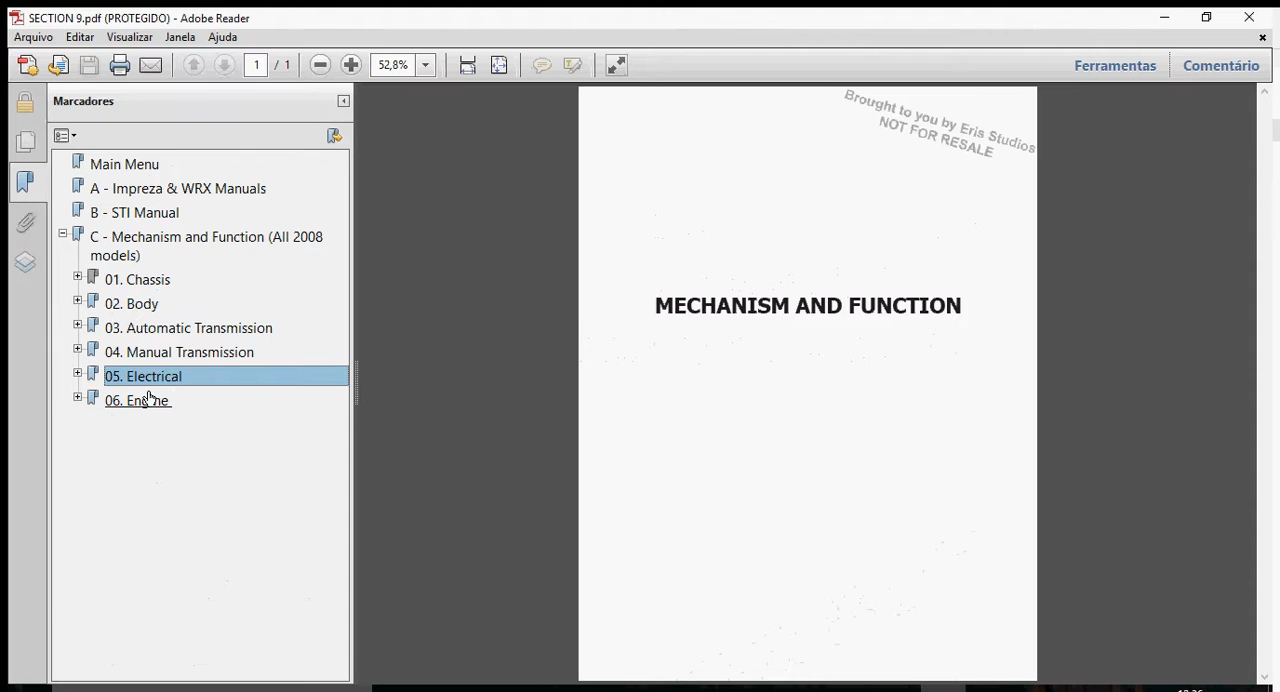 SECTION 9.pdf (PROTEGIDO) - Adobe Reader
Arquivo Editar Visualizar Janela Ajuda
1 / 1 52,8% Ferramentas Comentário
Marcadores
Main Menu
A - Impreza & WRX Manuals
B - STI Manual
C - Mechanism and Function (All 2008
models)
01. Chassis
02. Body
03. Automatic Transmission
04. Manual Transmission
05. Electrical
06. Engine
Brought to you by Eris Studios
NOT FOR RESALE
MECHANISM AND FUNCTION